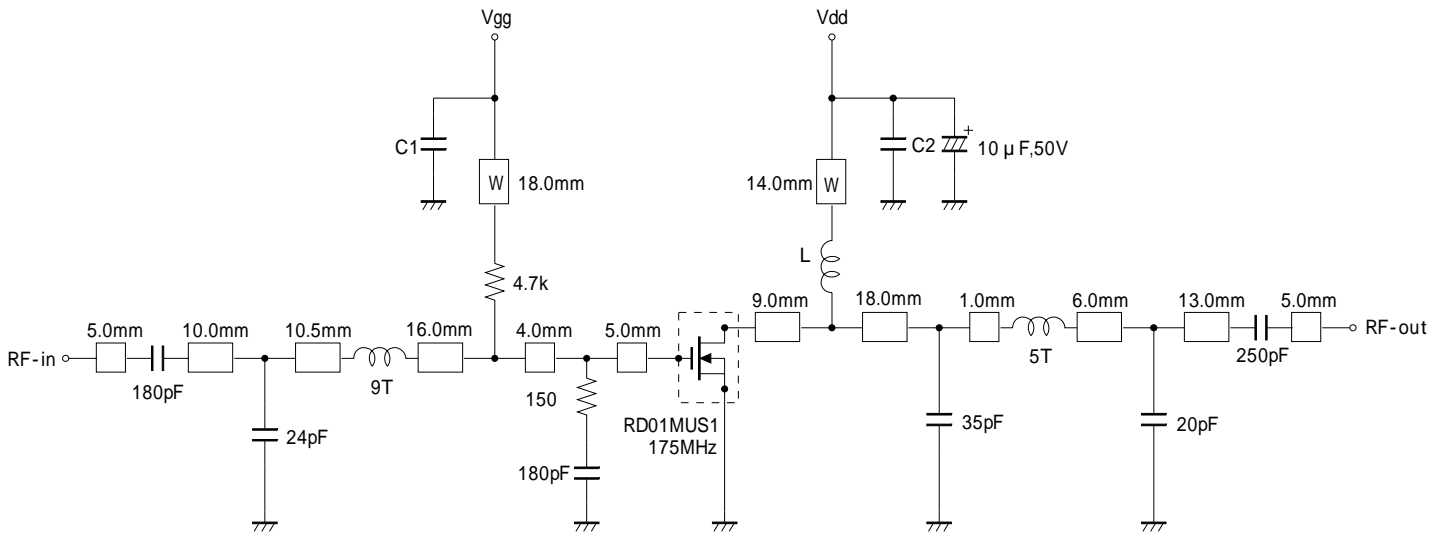 Vgg
Vdd
C1
C2
+
10 μ F,50V
W
18.0mm
14.0mm
W
L
4.7k
9.0mm
18.0mm
1.0mm
6.0mm
13.0mm
5.0mm
5.0mm
10.0mm
10.5mm
16.0mm
4.0mm
5.0mm
RF-in
RF-out
180pF
9T
5T
250pF
150
24pF
RD01MUS1
175MHz
35pF
20pF
180pF